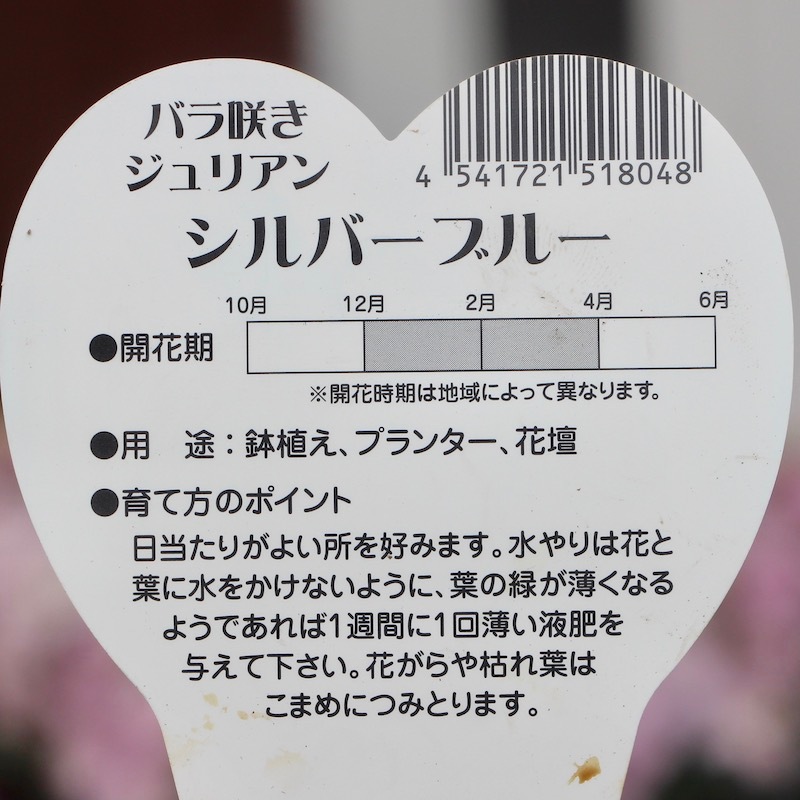 バラ咲き
ジュリアン
4 541721 518048
シルバーブルー
10月 12月 2月 4月 6月
●開花期
※開花時期は地域によって異なります。
●用　途：鉢植え、プランター、花壇
●育て方のポイント
日当たりがよい所を好みます。水やりは花と
葉に水をかけないように、葉の緑が薄くなる
ようであれば1週間に1回薄い液肥を
与えて下さい。花がらや枯れ葉は
こまめにつみとります。